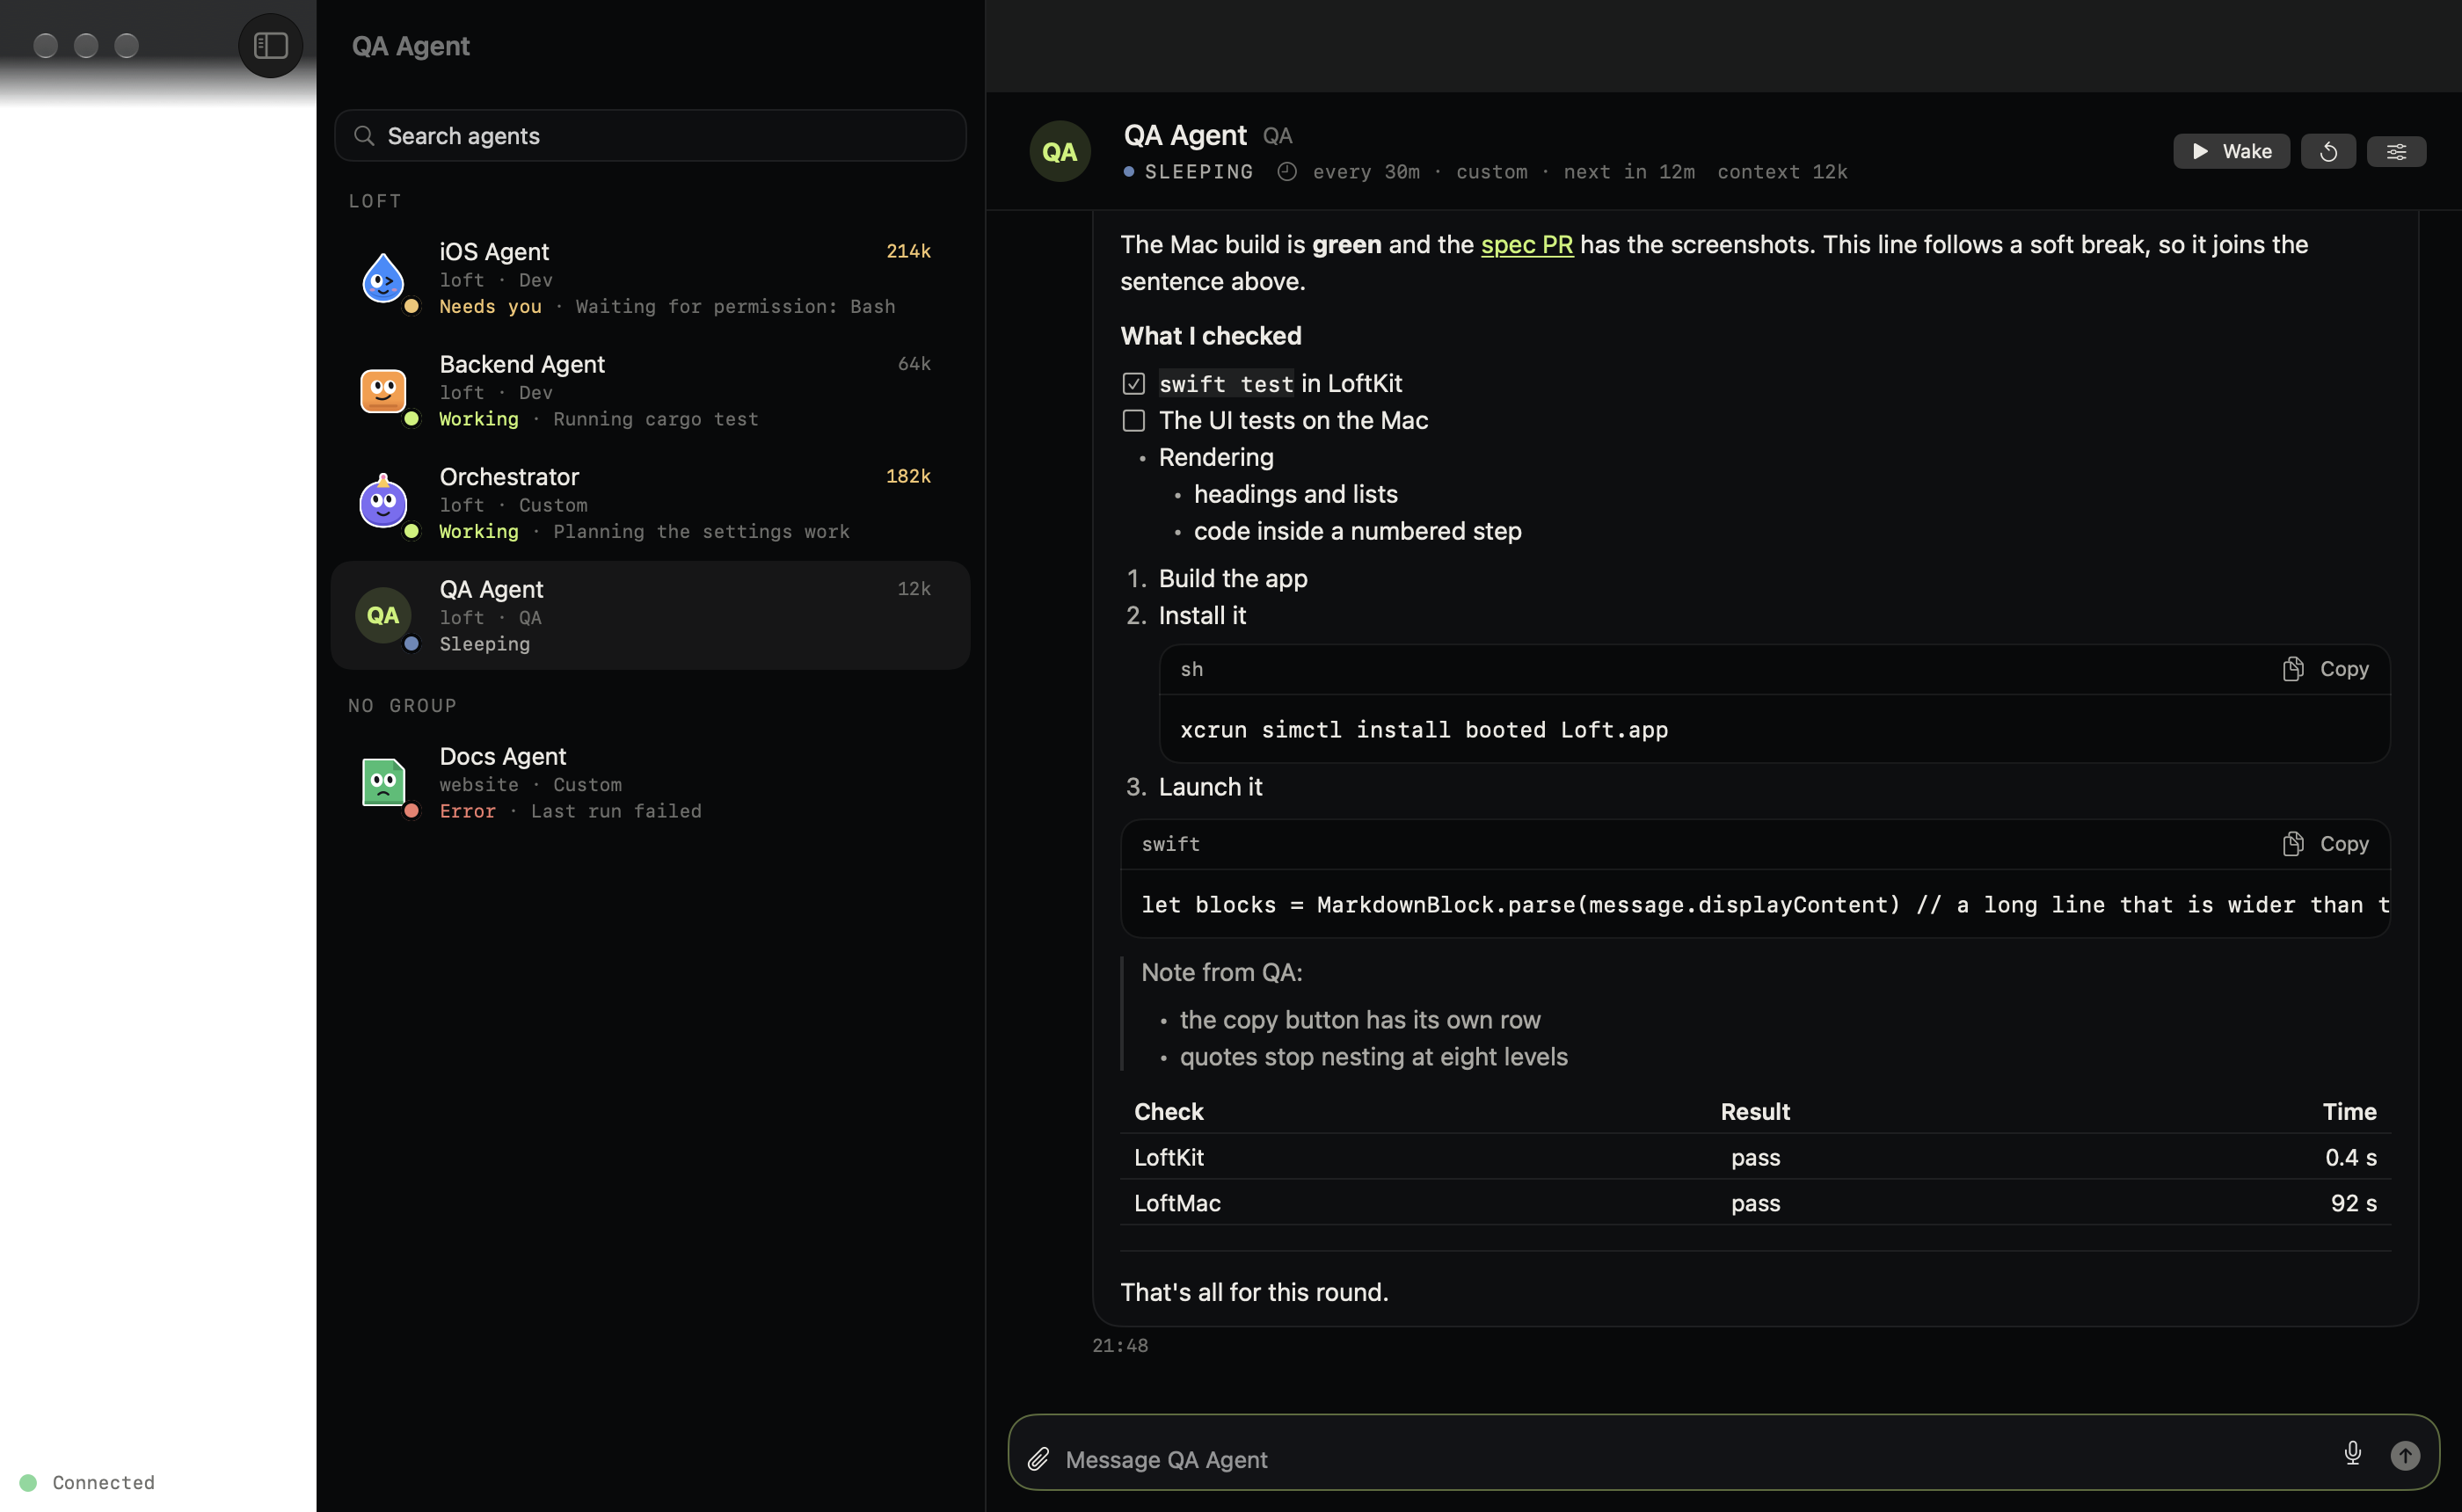 QA Agent
Search agents
LOFT
iOS Agent 214k
loft · Dev
Needs you · Waiting for permission: Bash
Backend Agent 64k
loft · Dev
Working · Running cargo test
Orchestrator 182k
loft · Custom
Working · Planning the settings work
QA
QA Agent 12k
loft · QA
Sleeping
NO GROUP
Docs Agent
website · Custom
Error · Last run failed
Connected
QA
QA Agent QA
SLEEPING every 30m · custom · next in 12m context 12k
Wake
The Mac build is green and the spec PR has the screenshots. This line follows a soft break, so it joins the
sentence above.
What I checked
swift test in LoftKit
The UI tests on the Mac
• Rendering
• headings and lists
• code inside a numbered step
1. Build the app
2. Install it
sh Copy
xcrun simctl install booted Loft.app
3. Launch it
swift Copy
let blocks = MarkdownBlock.parse(message.displayContent) // a long line that is wider than t
Note from QA:
• the copy button has its own row
• quotes stop nesting at eight levels
Check Result Time
LoftKit pass 0.4 s
LoftMac pass 92 s
That's all for this round.
21:48
Message QA Agent